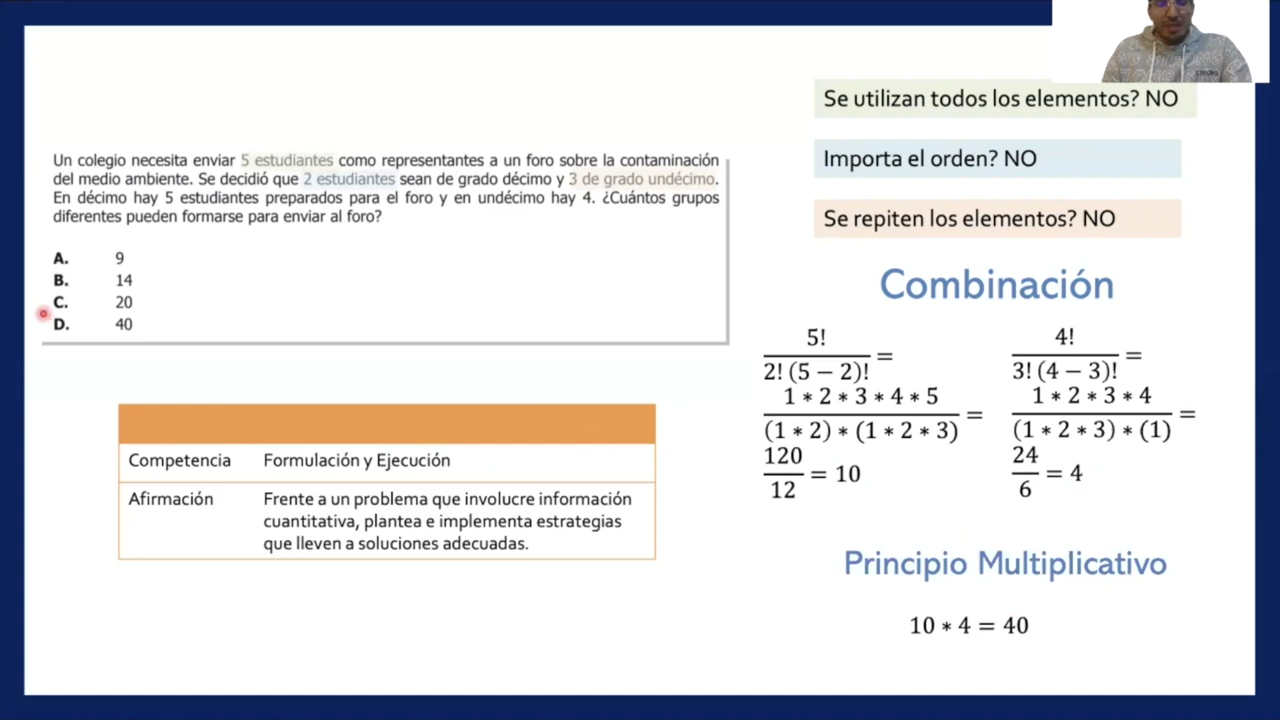 Un colegio necesita enviar 5 estudiantes como representantes a un foro sobre la contaminación
del medio ambiente. Se decidió que 2 estudiantes sean de grado décimo y 3 de grado undécimo.
En décimo hay 5 estudiantes preparados para el foro y en undécimo hay 4. ¿Cuántos grupos
diferentes pueden formarse para enviar al foro?
A. 9
B. 14
C. 20
D. 40
Competencia Formulación y Ejecución
Afirmación Frente a un problema que involucre información
cuantitativa, plantea e implementa estrategias
que lleven a soluciones adecuadas.
Se utilizan todos los elementos? NO
Importa el orden? NO
Se repiten los elementos? NO
Combinación
5!
2! (5 − 2)! =
1 ∗ 2 ∗ 3 ∗ 4 ∗ 5
(1 ∗ 2) ∗ (1 ∗ 2 ∗ 3) =
120
12 = 10
4!
3! (4 − 3)! =
1 ∗ 2 ∗ 3 ∗ 4
(1 ∗ 2 ∗ 3) ∗ (1) =
24
6 = 4
Principio Multiplicativo
10 ∗ 4 = 40